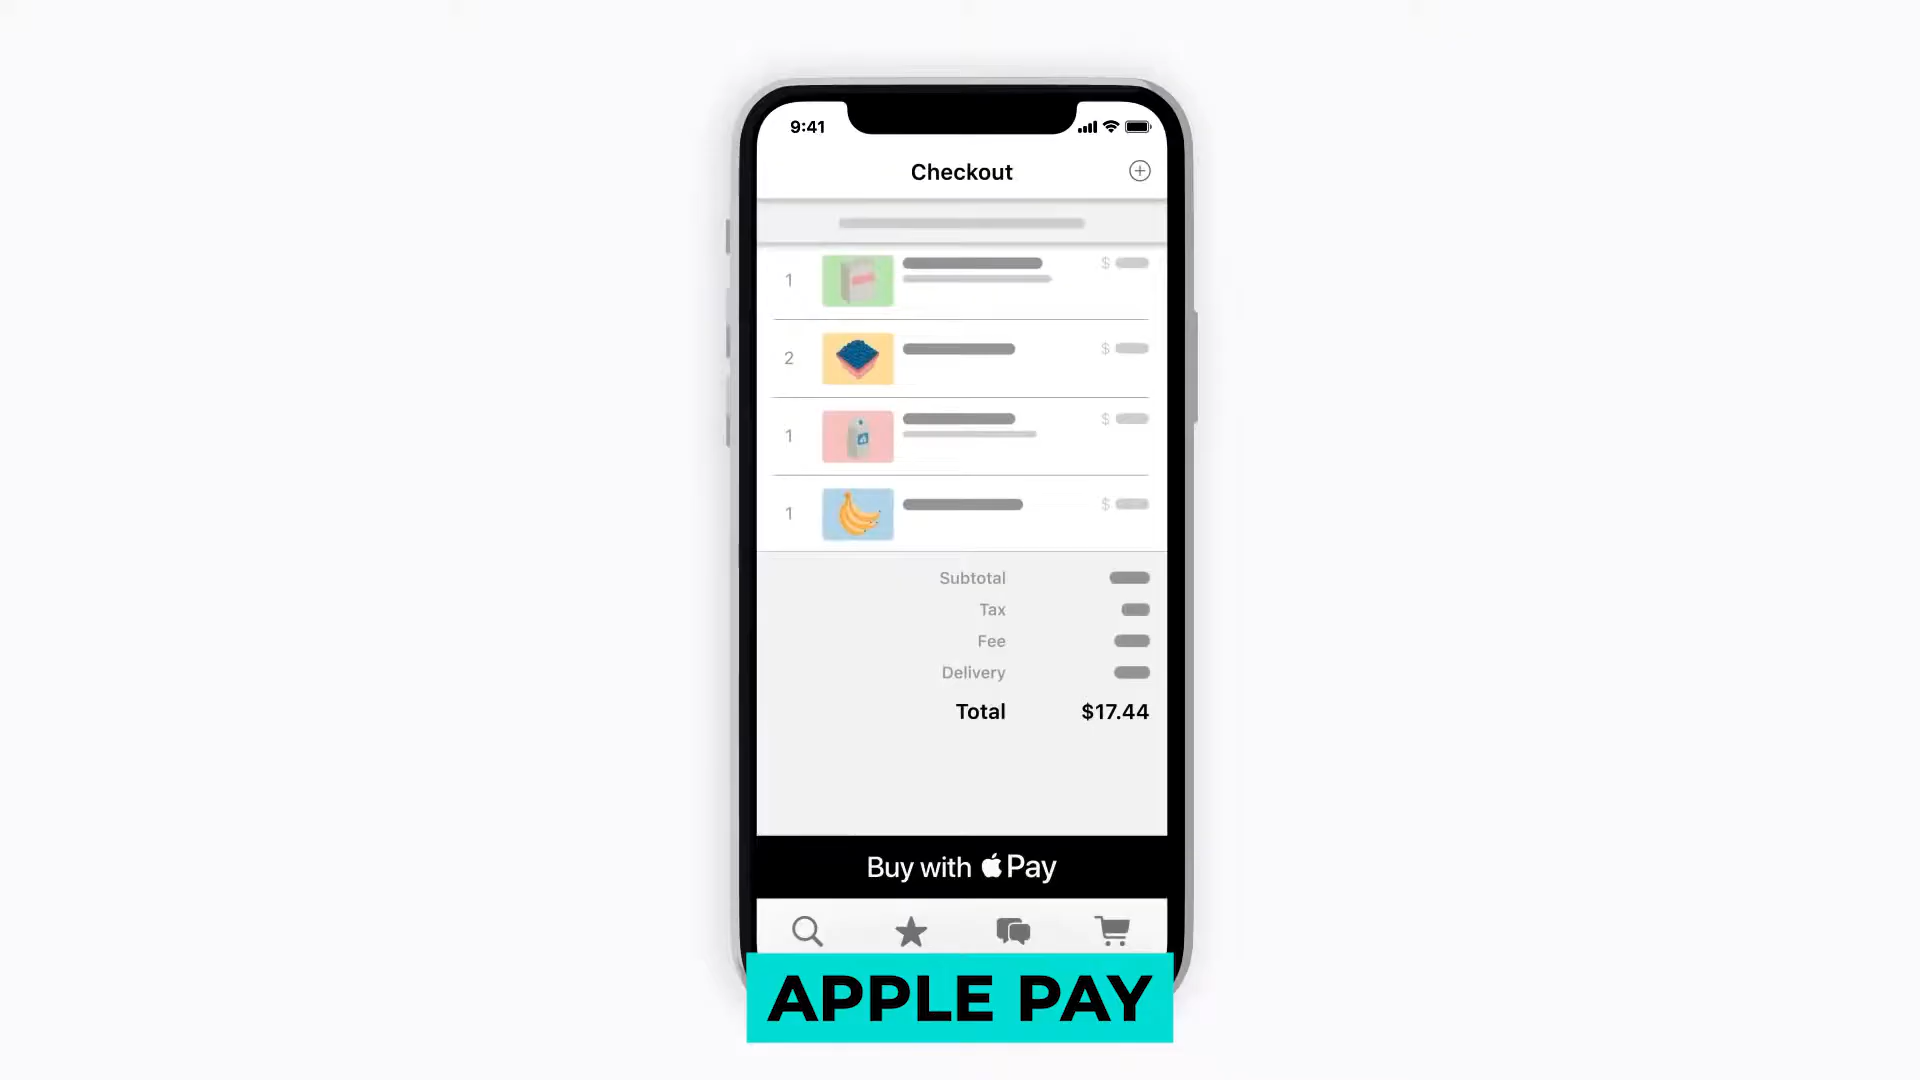 9:41
Checkout
1 $
2 $
1 $
1 $
Subtotal
Tax
Fee
Delivery
Total $17.44
Buy with Pay
APPLE PAY